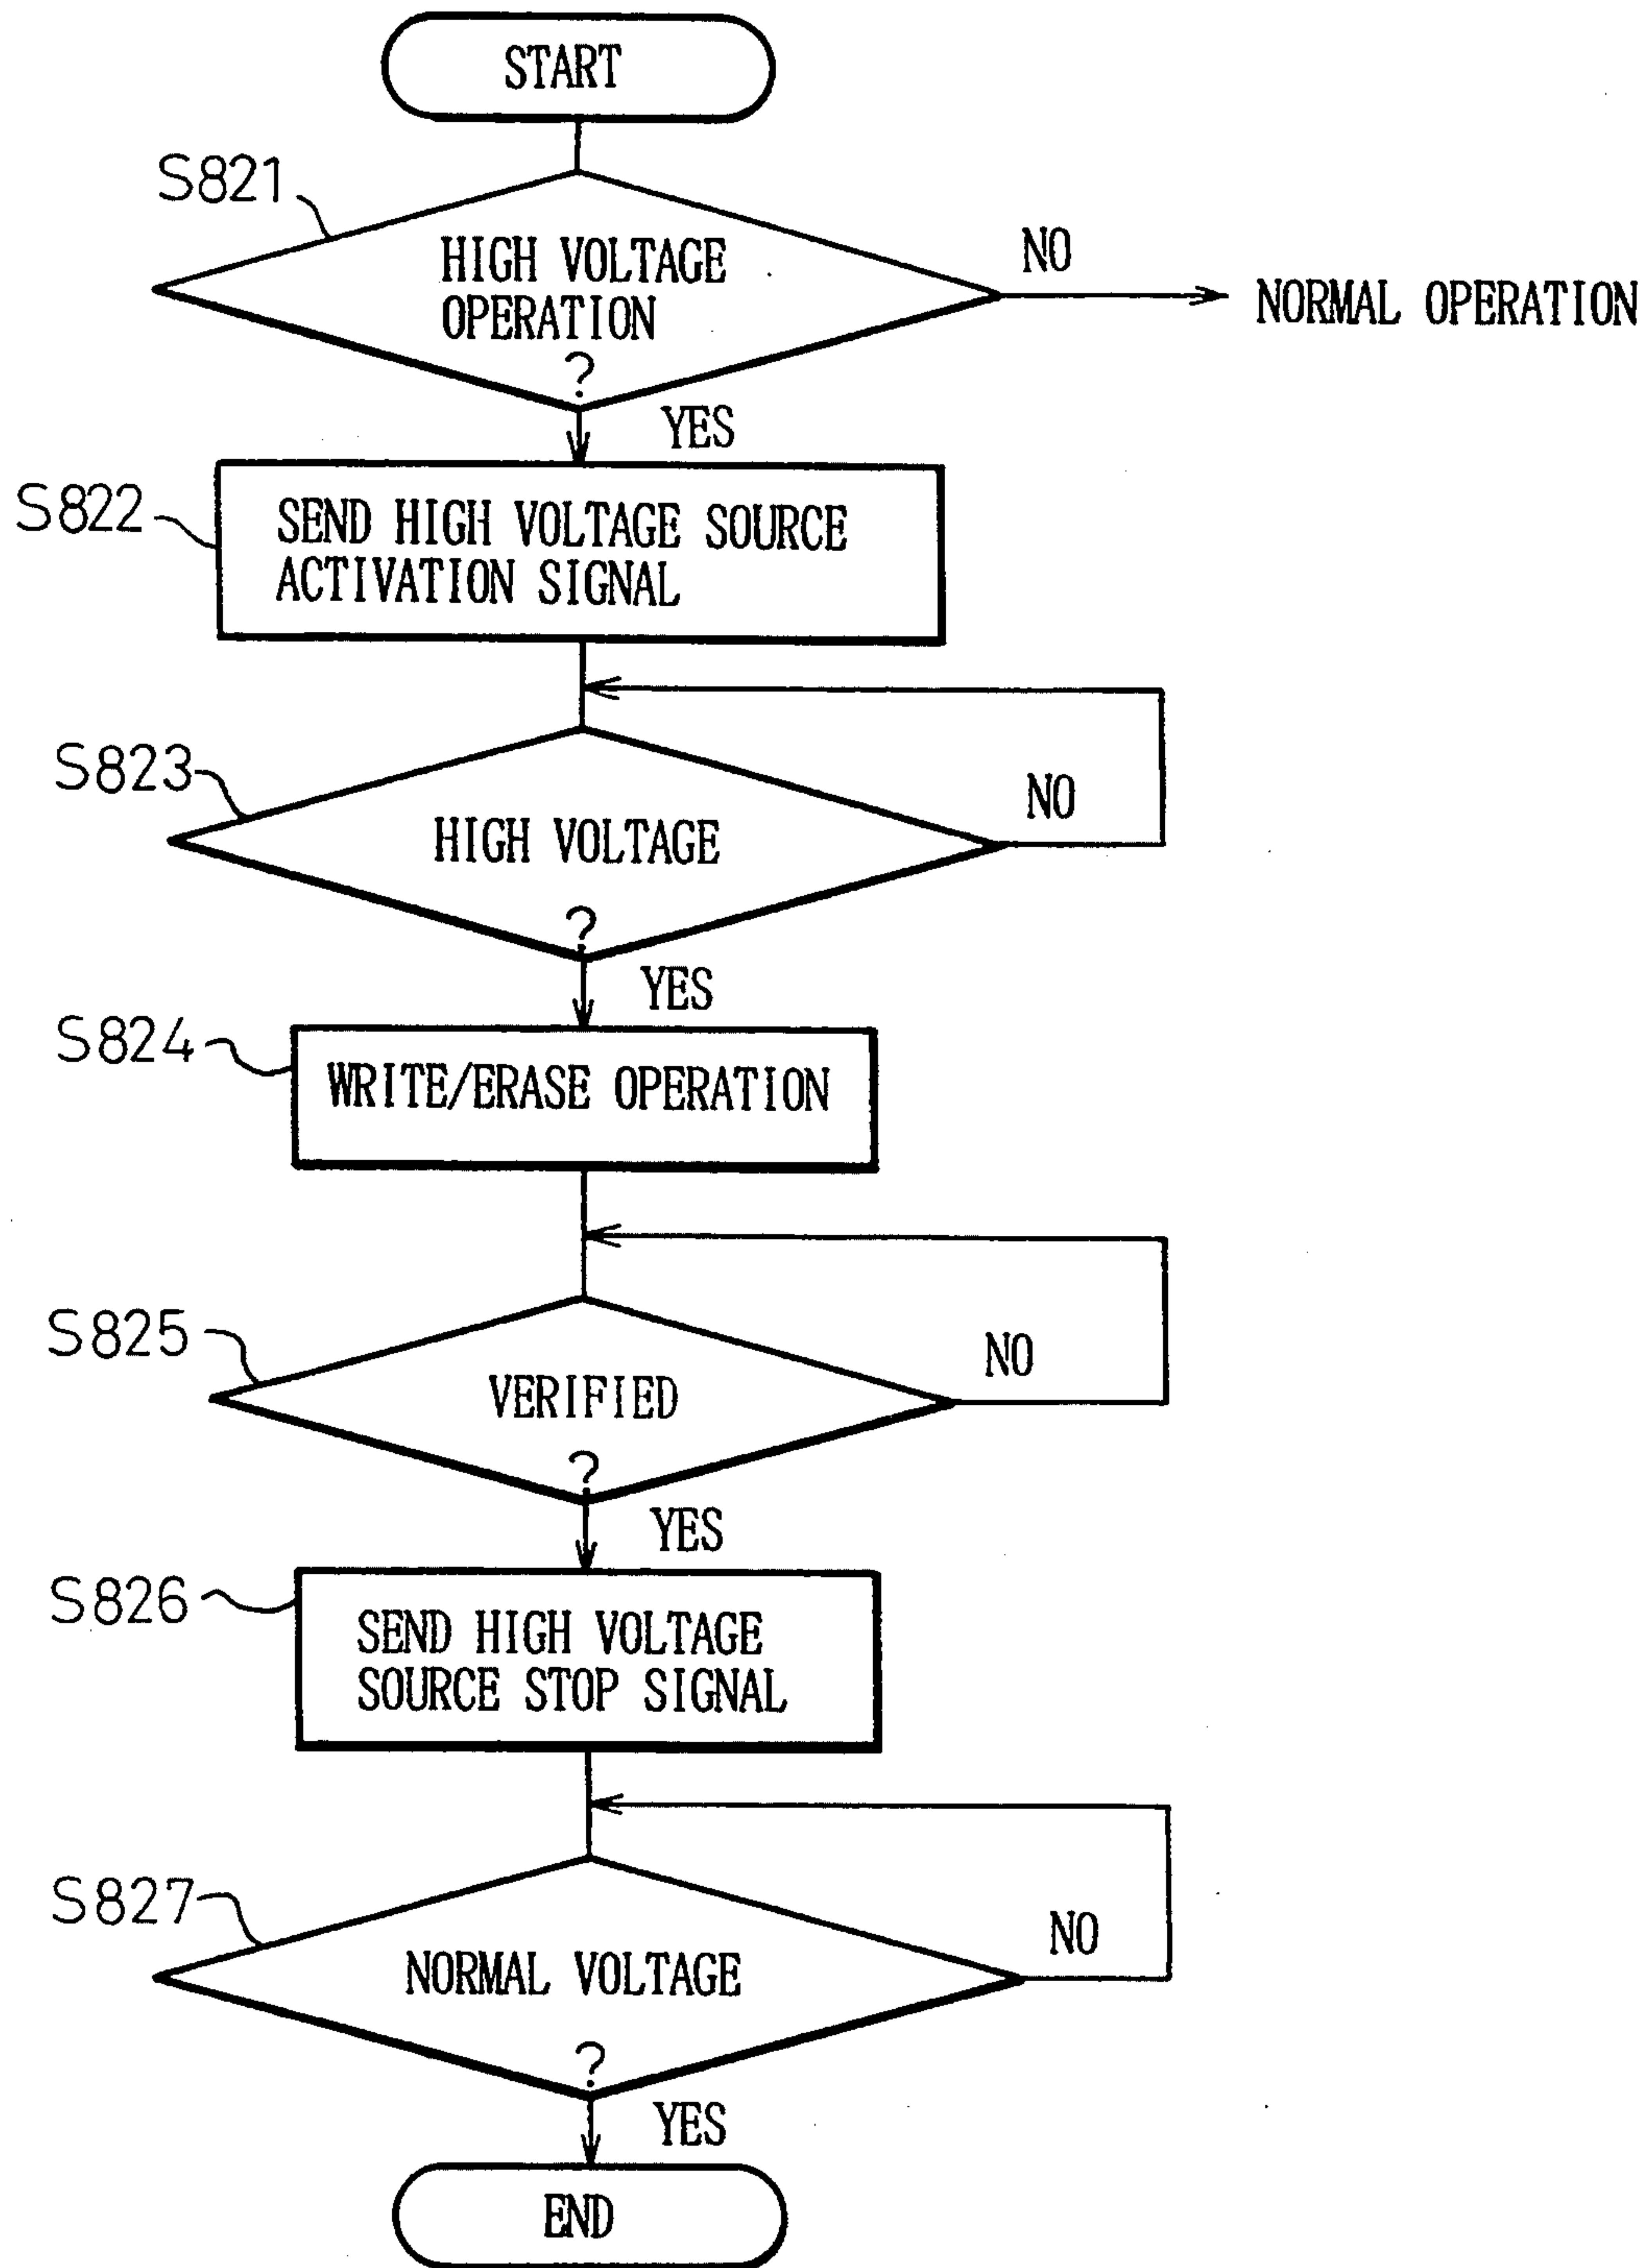 START
S821
HIGH VOLTAGE
OPERATION
?
NO
NORMAL OPERATION
YES
S822
SEND HIGH VOLTAGE SOURCE
ACTIVATION SIGNAL
S823
HIGH VOLTAGE
?
NO
YES
S824
WRITE/ERASE OPERATION
S825
VERIFIED
?
NO
YES
S826
SEND HIGH VOLTAGE
SOURCE STOP SIGNAL
S827
NORMAL VOLTAGE
?
NO
YES
END